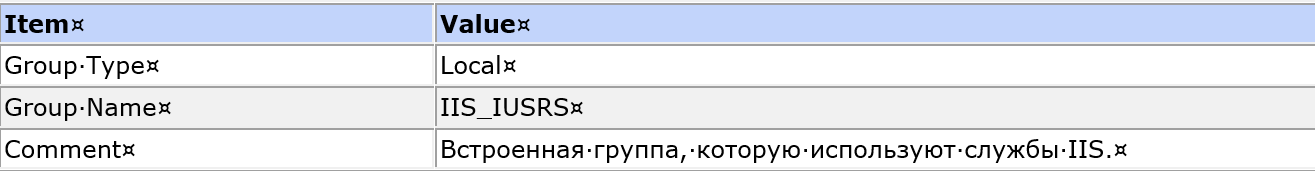 Item¤ Value¤
Group·Type¤ Local¤
Group·Name¤ IIS_IUSRS¤
Comment¤ Встроенная·группа,·которую·используют·службы·IIS.¤